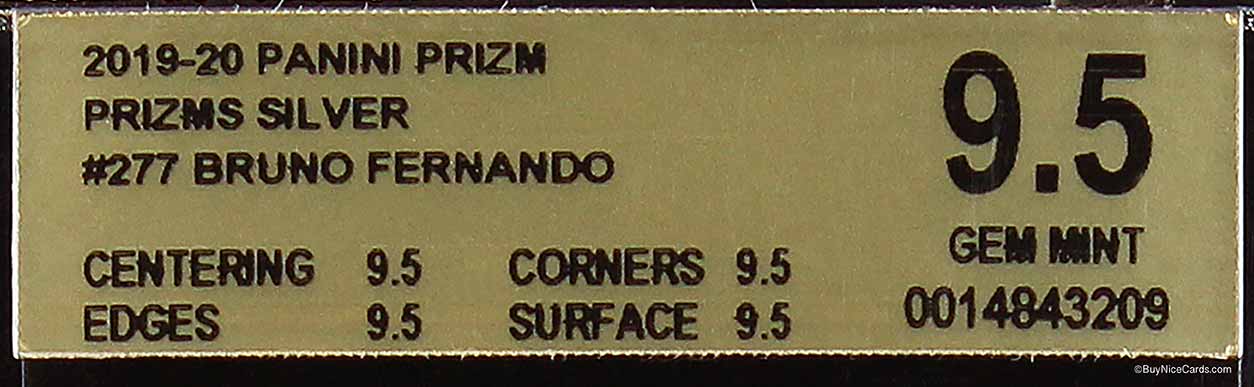 2019-20 PANINI PRIZM
PRIZMS SILVER
#277 BRUNO FERNANDO
CENTERING 9.5 CORNERS 9.5
EDGES 9.5 SURFACE 9.5
9.5
GEM MINT
0014843209
©BuyNiceCards.com